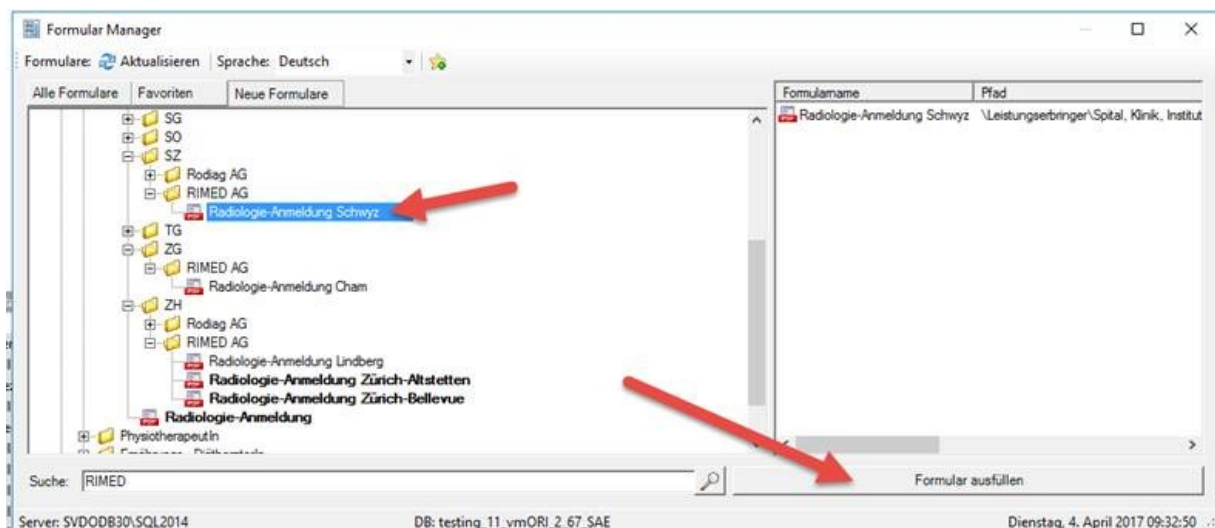 Formular Manager
Formulare: Aktualisieren Sprache: Deutsch
Alle Formulare Favoriten Neue Formulare
Formularname Pfad
Radiologie-Anmeldung Schwyz \Leistungserbringer\Spital, Klinik, Institut
SG
SO
SZ
Rodiag AG
RIMED AG
Radiologie-Anmeldung Schwyz
TG
ZG
RIMED AG
Radiologie-Anmeldung Cham
ZH
Rodiag AG
RIMED AG
Radiologie-Anmeldung Lindberg
Radiologie-Anmeldung Zürich-Altstetten
Radiologie-Anmeldung Zürich-Bellevue
Radiologie-Anmeldung
PhysiotherapeutIn
Suche: RIMED
Formular ausfüllen
Server: SVDODB30\SQL2014 DB: testing_11_vmORI_2_67_SAE Dienstag, 4. April 2017 09:32:50